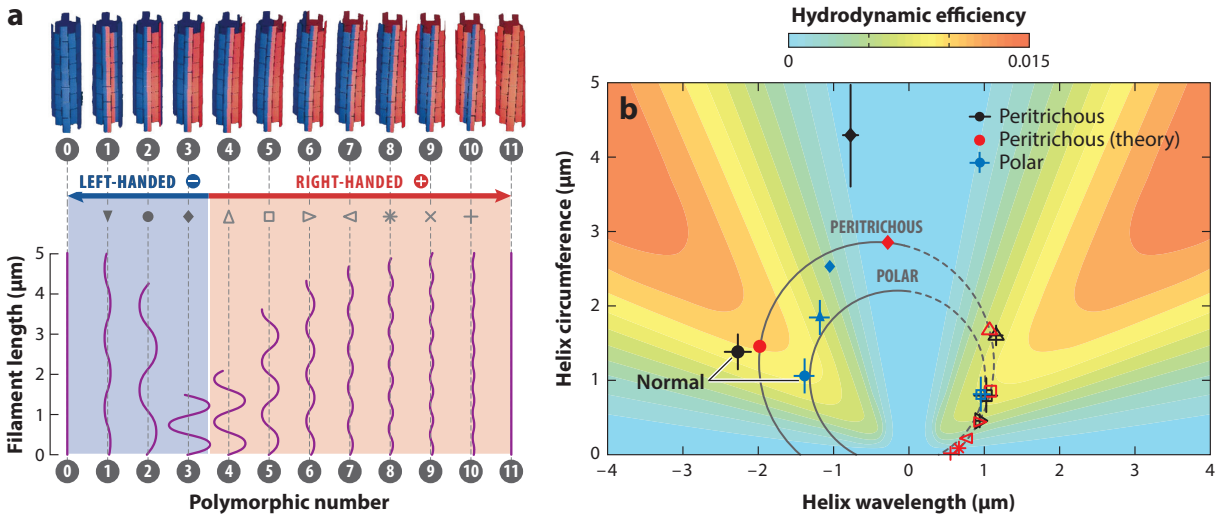 a
0 1 2 3 4 5 6 7 8 9 10 11
LEFT-HANDED − RIGHT-HANDED +
Filament length (μm)
5
4
3
2
1
0
0 1 2 3 4 5 6 7 8 9 10 11
Polymorphic number
Hydrodynamic efficiency
0 0.015
b
Peritrichous
Peritrichous (theory)
Polar
PERITRICHOUS
POLAR
Normal
Helix circumference (μm)
5
4
3
2
1
0
−4 −3 −2 −1 0 1 2 3 4
Helix wavelength (μm)